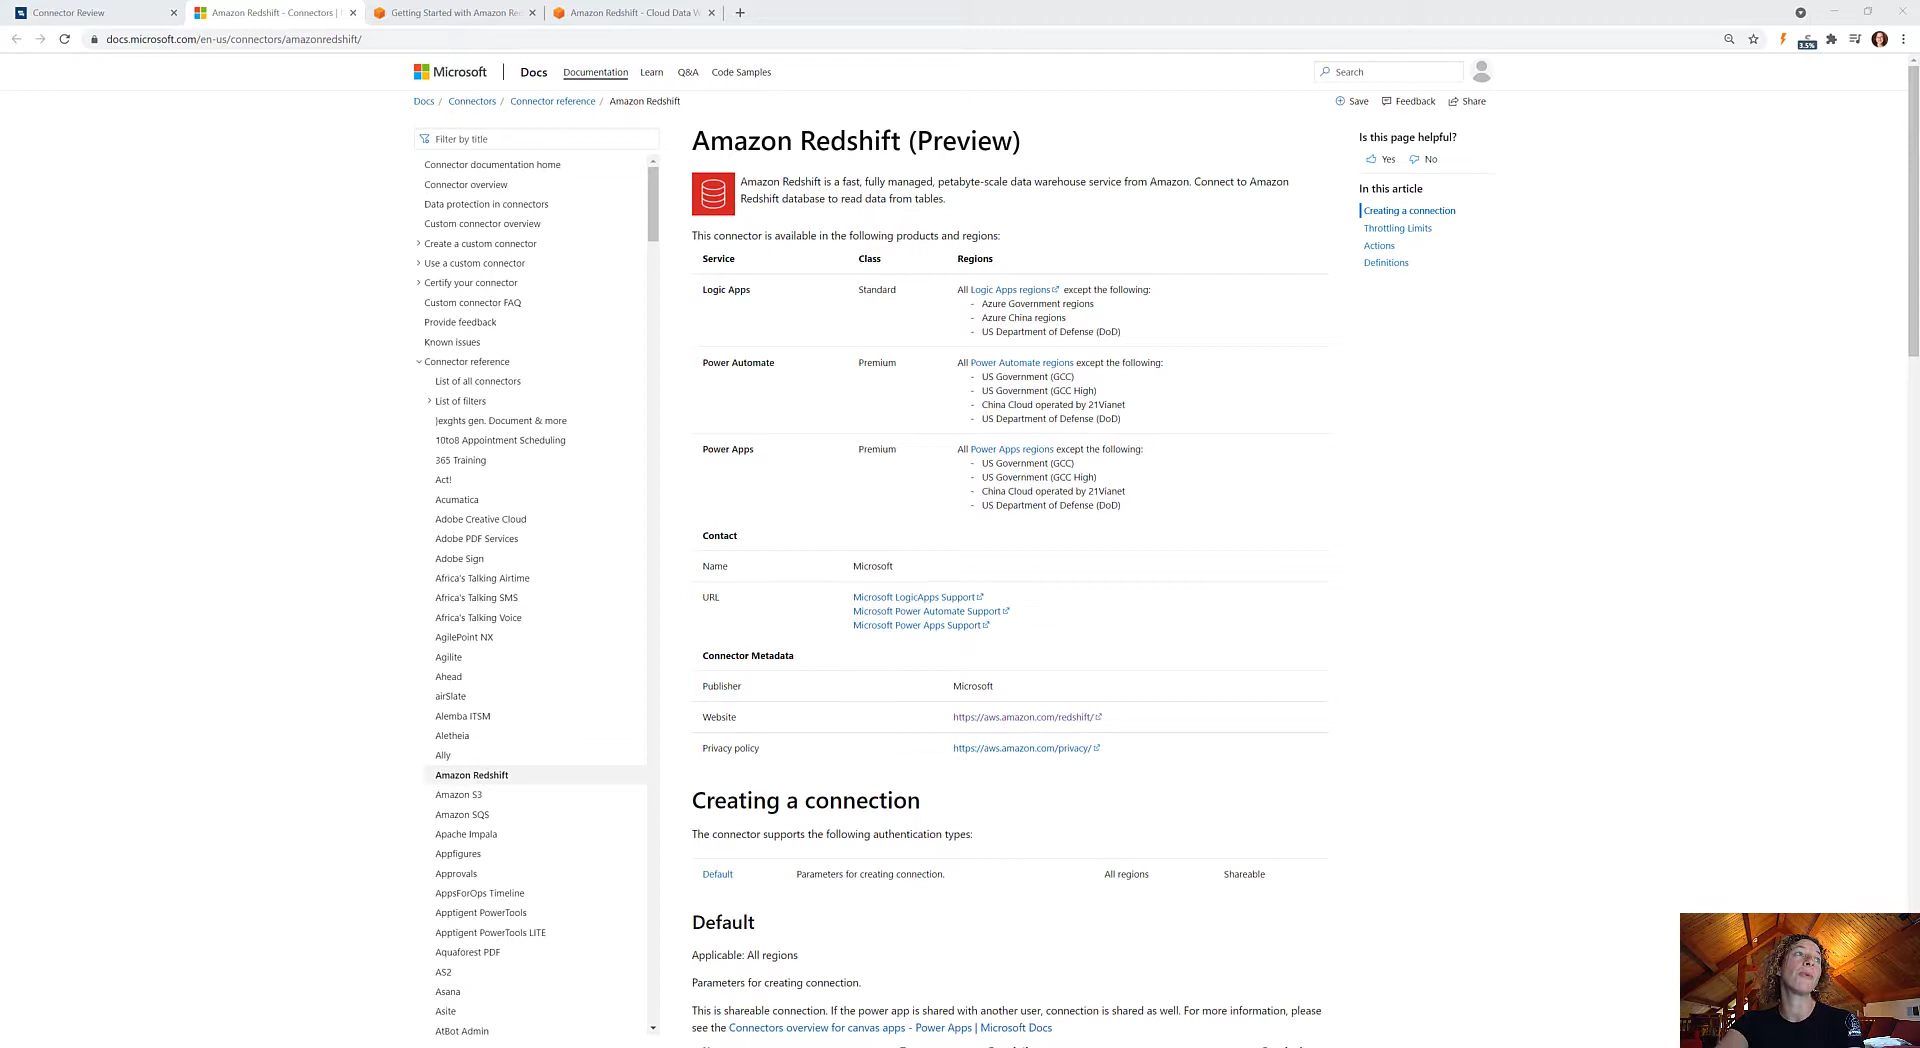 Connector Review
Amazon Redshift - Connectors |
Getting Started with Amazon Re
Amazon Redshift - Cloud Data W
docs.microsoft.com/en-us/connectors/amazonredshift/
3.5%
Microsoft
Docs
Documentation
Learn
Q&A
Code Samples
Search
Docs / Connectors / Connector reference / Amazon Redshift
Save
Feedback
Share
Filter by title
Connector documentation home
Connector overview
Data protection in connectors
Custom connector overview
Create a custom connector
Use a custom connector
Certify your connector
Custom connector FAQ
Provide feedback
Known issues
Connector reference
List of all connectors
List of filters
]exghts gen. Document & more
10to8 Appointment Scheduling
365 Training
Act!
Acumatica
Adobe Creative Cloud
Adobe PDF Services
Adobe Sign
Africa's Talking Airtime
Africa's Talking SMS
Africa's Talking Voice
AgilePoint NX
Agilite
Ahead
airSlate
Alemba ITSM
Aletheia
Ally
Amazon Redshift
Amazon S3
Amazon SQS
Apache Impala
Appfigures
Approvals
AppsForOps Timeline
Apptigent PowerTools
Apptigent PowerTools LITE
Aquaforest PDF
AS2
Asana
Asite
AtBot Admin
Amazon Redshift (Preview)
Amazon Redshift is a fast, fully managed, petabyte-scale data warehouse service from Amazon. Connect to Amazon
Redshift database to read data from tables.
This connector is available in the following products and regions:
Service Class Regions
Logic Apps Standard All Logic Apps regions except the following:
- Azure Government regions
- Azure China regions
- US Department of Defense (DoD)
Power Automate Premium All Power Automate regions except the following:
- US Government (GCC)
- US Government (GCC High)
- China Cloud operated by 21Vianet
- US Department of Defense (DoD)
Power Apps Premium All Power Apps regions except the following:
- US Government (GCC)
- US Government (GCC High)
- China Cloud operated by 21Vianet
- US Department of Defense (DoD)
Contact
Name Microsoft
URL Microsoft LogicApps Support
Microsoft Power Automate Support
Microsoft Power Apps Support
Connector Metadata
Publisher Microsoft
Website https://aws.amazon.com/redshift/
Privacy policy https://aws.amazon.com/privacy/
Creating a connection
The connector supports the following authentication types:
Default Parameters for creating connection. All regions Shareable
Default
Applicable: All regions
Parameters for creating connection.
This is shareable connection. If the power app is shared with another user, connection is shared as well. For more information, please
see the Connectors overview for canvas apps - Power Apps | Microsoft Docs
Is this page helpful?
Yes No
In this article
Creating a connection
Throttling Limits
Actions
Definitions